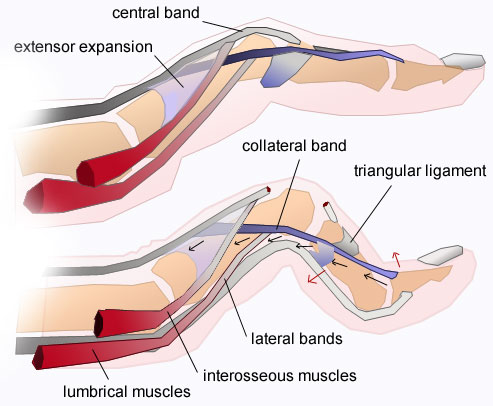 central band
extensor expansion
collateral band
triangular ligament
lateral bands
interosseous muscles
lumbrical muscles